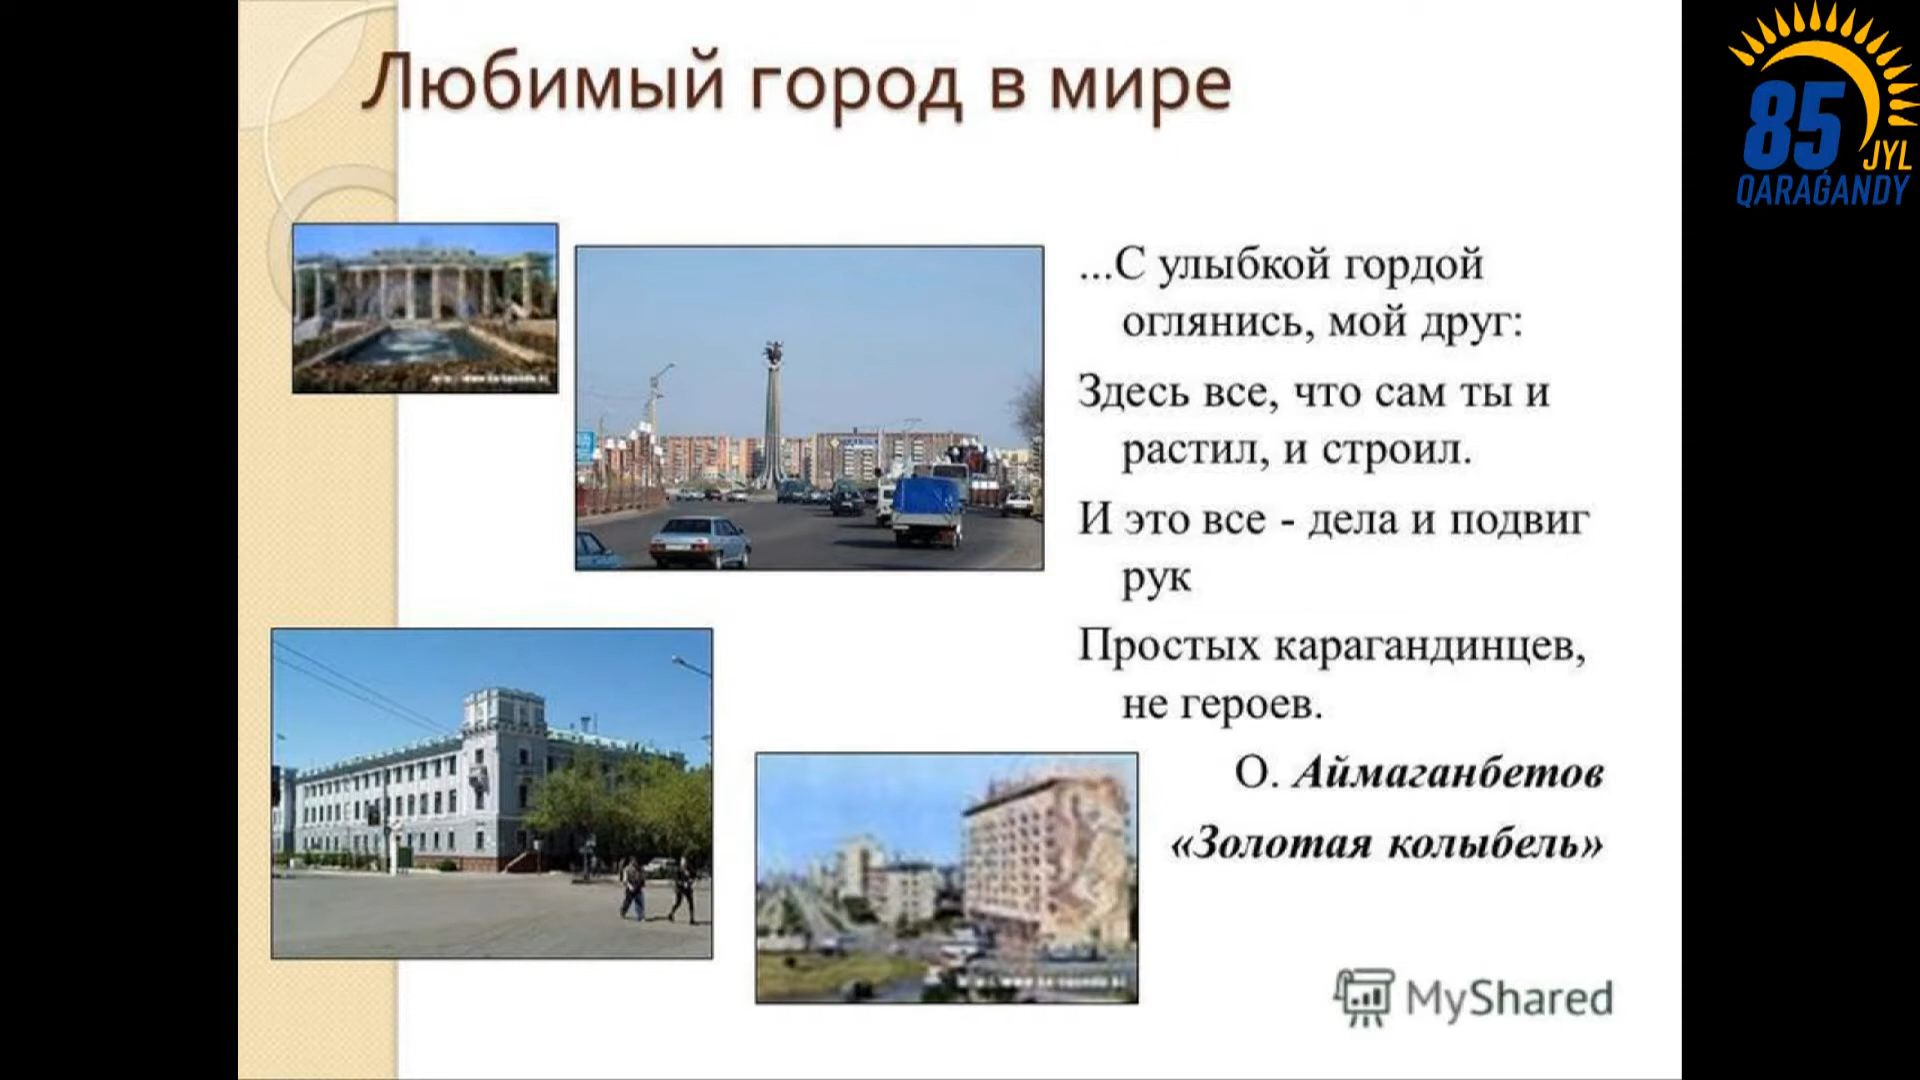 Любимый город в мире
85
JYL
QARAǴANDY
...С улыбкой гордой
оглянись, мой друг:
Здесь все, что сам ты и
растил, и строил.
И это все - дела и подвиг
рук
Простых карагандинцев,
не героев.
О. Аймаганбетов
«Золотая колыбель»
MyShared